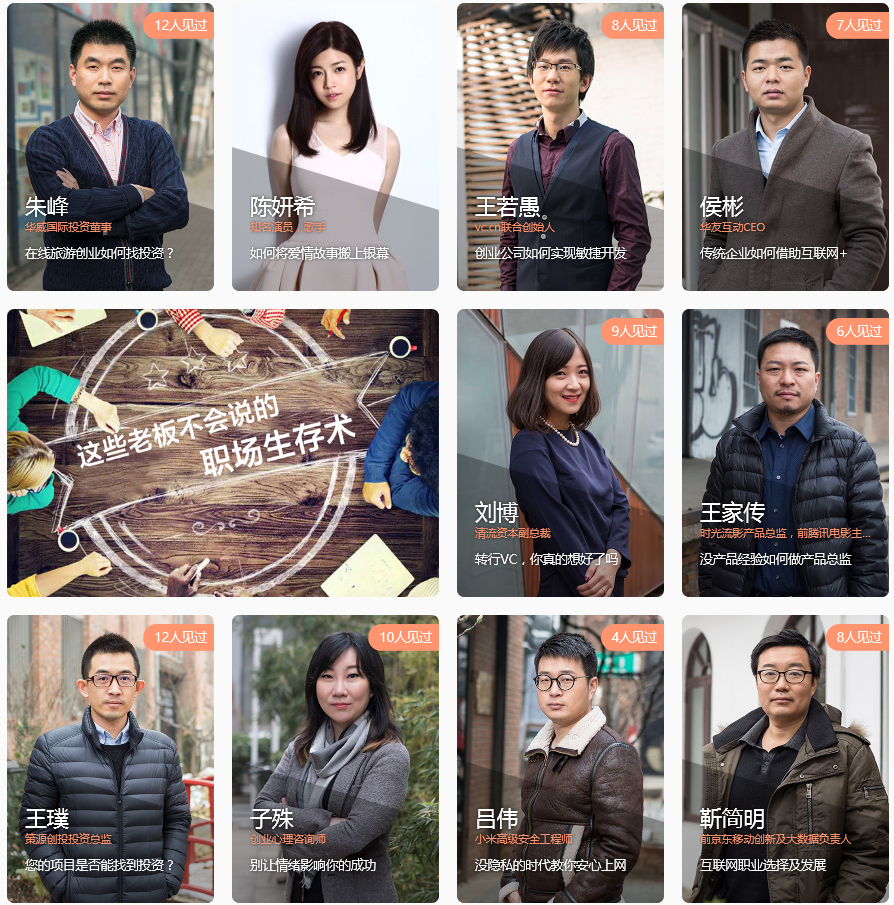 12人见过
朱峰
华威国际投资董事
在线旅游创业如何找投资？
陈妍希
知名演员，歌手
如何将爱情故事搬上银幕
8人见过
王若愚
vc.cn联合创始人
创业公司如何实现敏捷开发
7人见过
侯彬
华友互动CEO
传统企业如何借助互联网+
这些老板不会说的
职场生存术
9人见过
刘博
清流资本副总裁
转行VC，你真的想好了吗
6人见过
王家传
时光流影产品总监，前腾讯电影主...
没产品经验如何做产品总监
12人见过
王璞
策源创投投资总监
您的项目是否能找到投资？
10人见过
子殊
创业心理咨询师
别让情绪影响你的成功
4人见过
吕伟
小米高级安全工程师
没隐私的时代教你安心上网
8人见过
靳简明
前京东移动创新及大数据负责人
互联网职业选择及发展